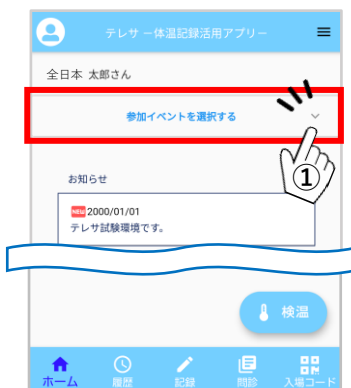 テレサ ー体温記録活用アプリー
全日本 太郎さん
参加イベントを選択する
①
お知らせ
NEW 2000/01/01
テレサ試験環境です。
検温
ホーム 履歴 記録 問診 入場コード